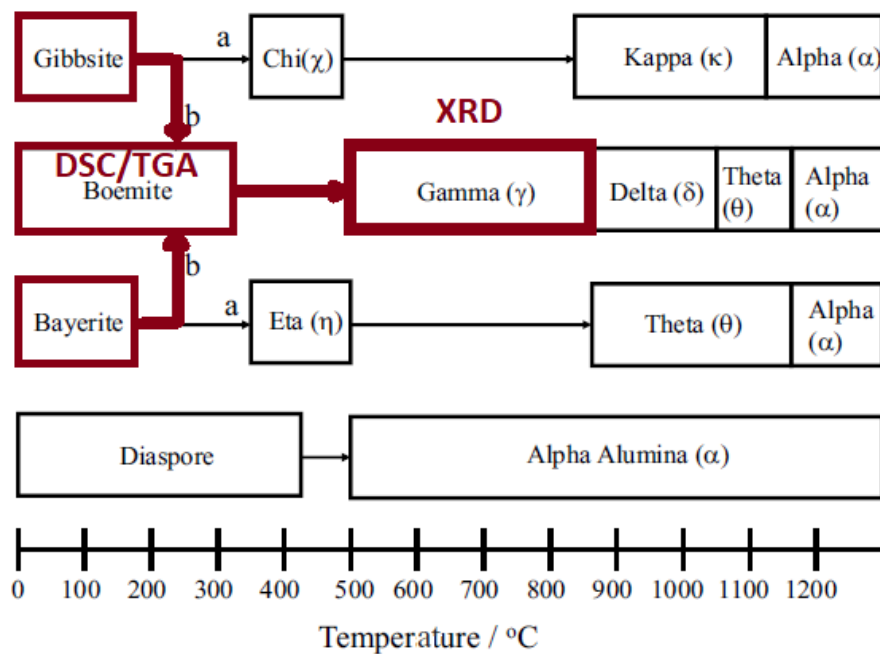 Gibbsite
a
Chi(χ)
Kappa (κ)
Alpha (α)
b
XRD
DSC/TGA
Boemite
Gamma (γ)
Delta (δ)
Theta
(θ)
Alpha
(α)
b
Bayerite
a
Eta (η)
Theta (θ)
Alpha
(α)
Diaspore
Alpha Alumina (α)
0 100 200 300 400 500 600 700 800 900 1000 1100 1200
Temperature / °C